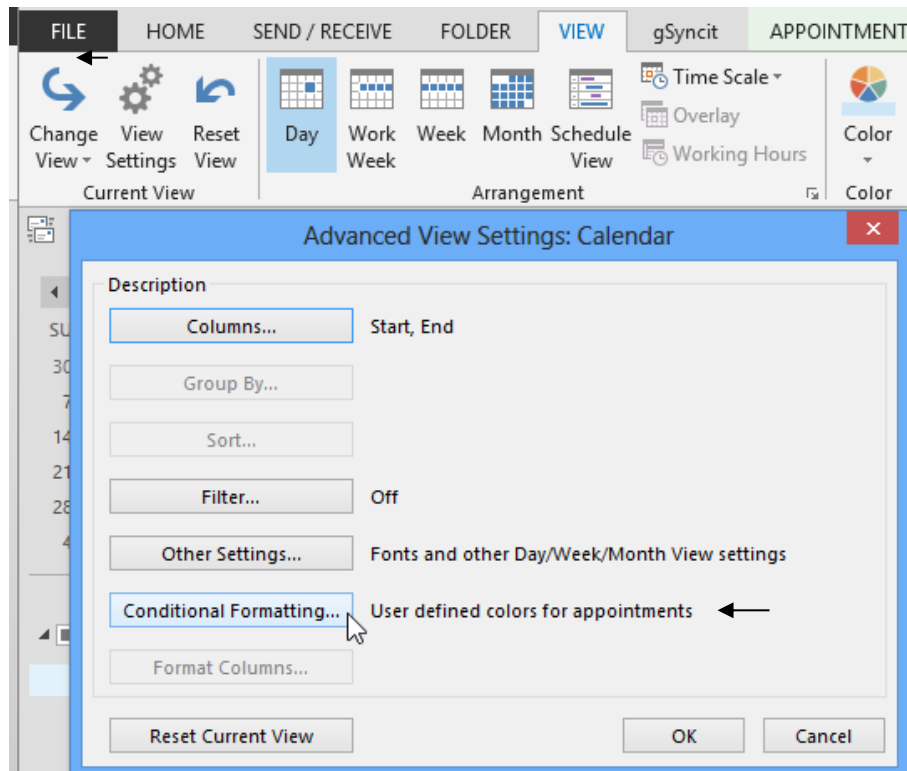 FILE HOME SEND / RECEIVE FOLDER VIEW gSyncit APPOINTMENT
Time Scale
Overlay
Working Hours
Change View
View Settings
Reset View
Day
Work Week
Week
Month
Schedule View
Color
Current View Arrangement Color
Advanced View Settings: Calendar
Description
Columns... Start, End
Group By...
Sort...
Filter... Off
Other Settings... Fonts and other Day/Week/Month View settings
Conditional Formatting... User defined colors for appointments
Format Columns...
Reset Current View OK Cancel
SU
30
7
14
21
28
4